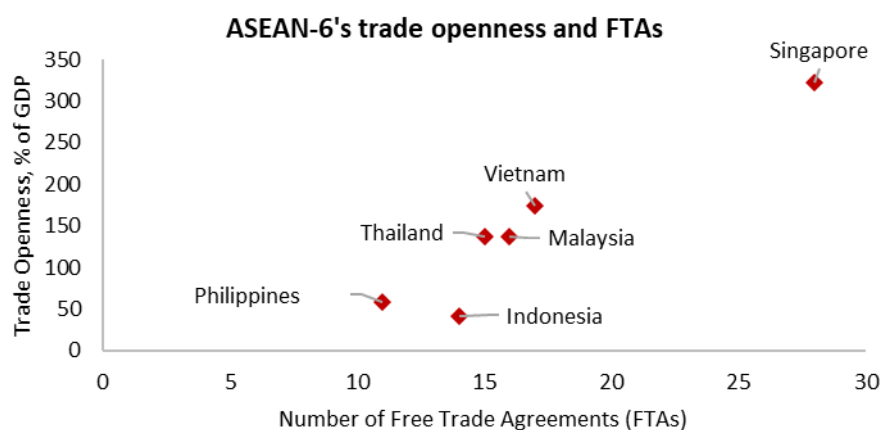 ASEAN-6's trade openness and FTAs
Trade Openness, % of GDP
350
300
250
200
150
100
50
0
Singapore
Vietnam
Thailand
Malaysia
Philippines
Indonesia
0 5 10 15 20 25 30
Number of Free Trade Agreements (FTAs)